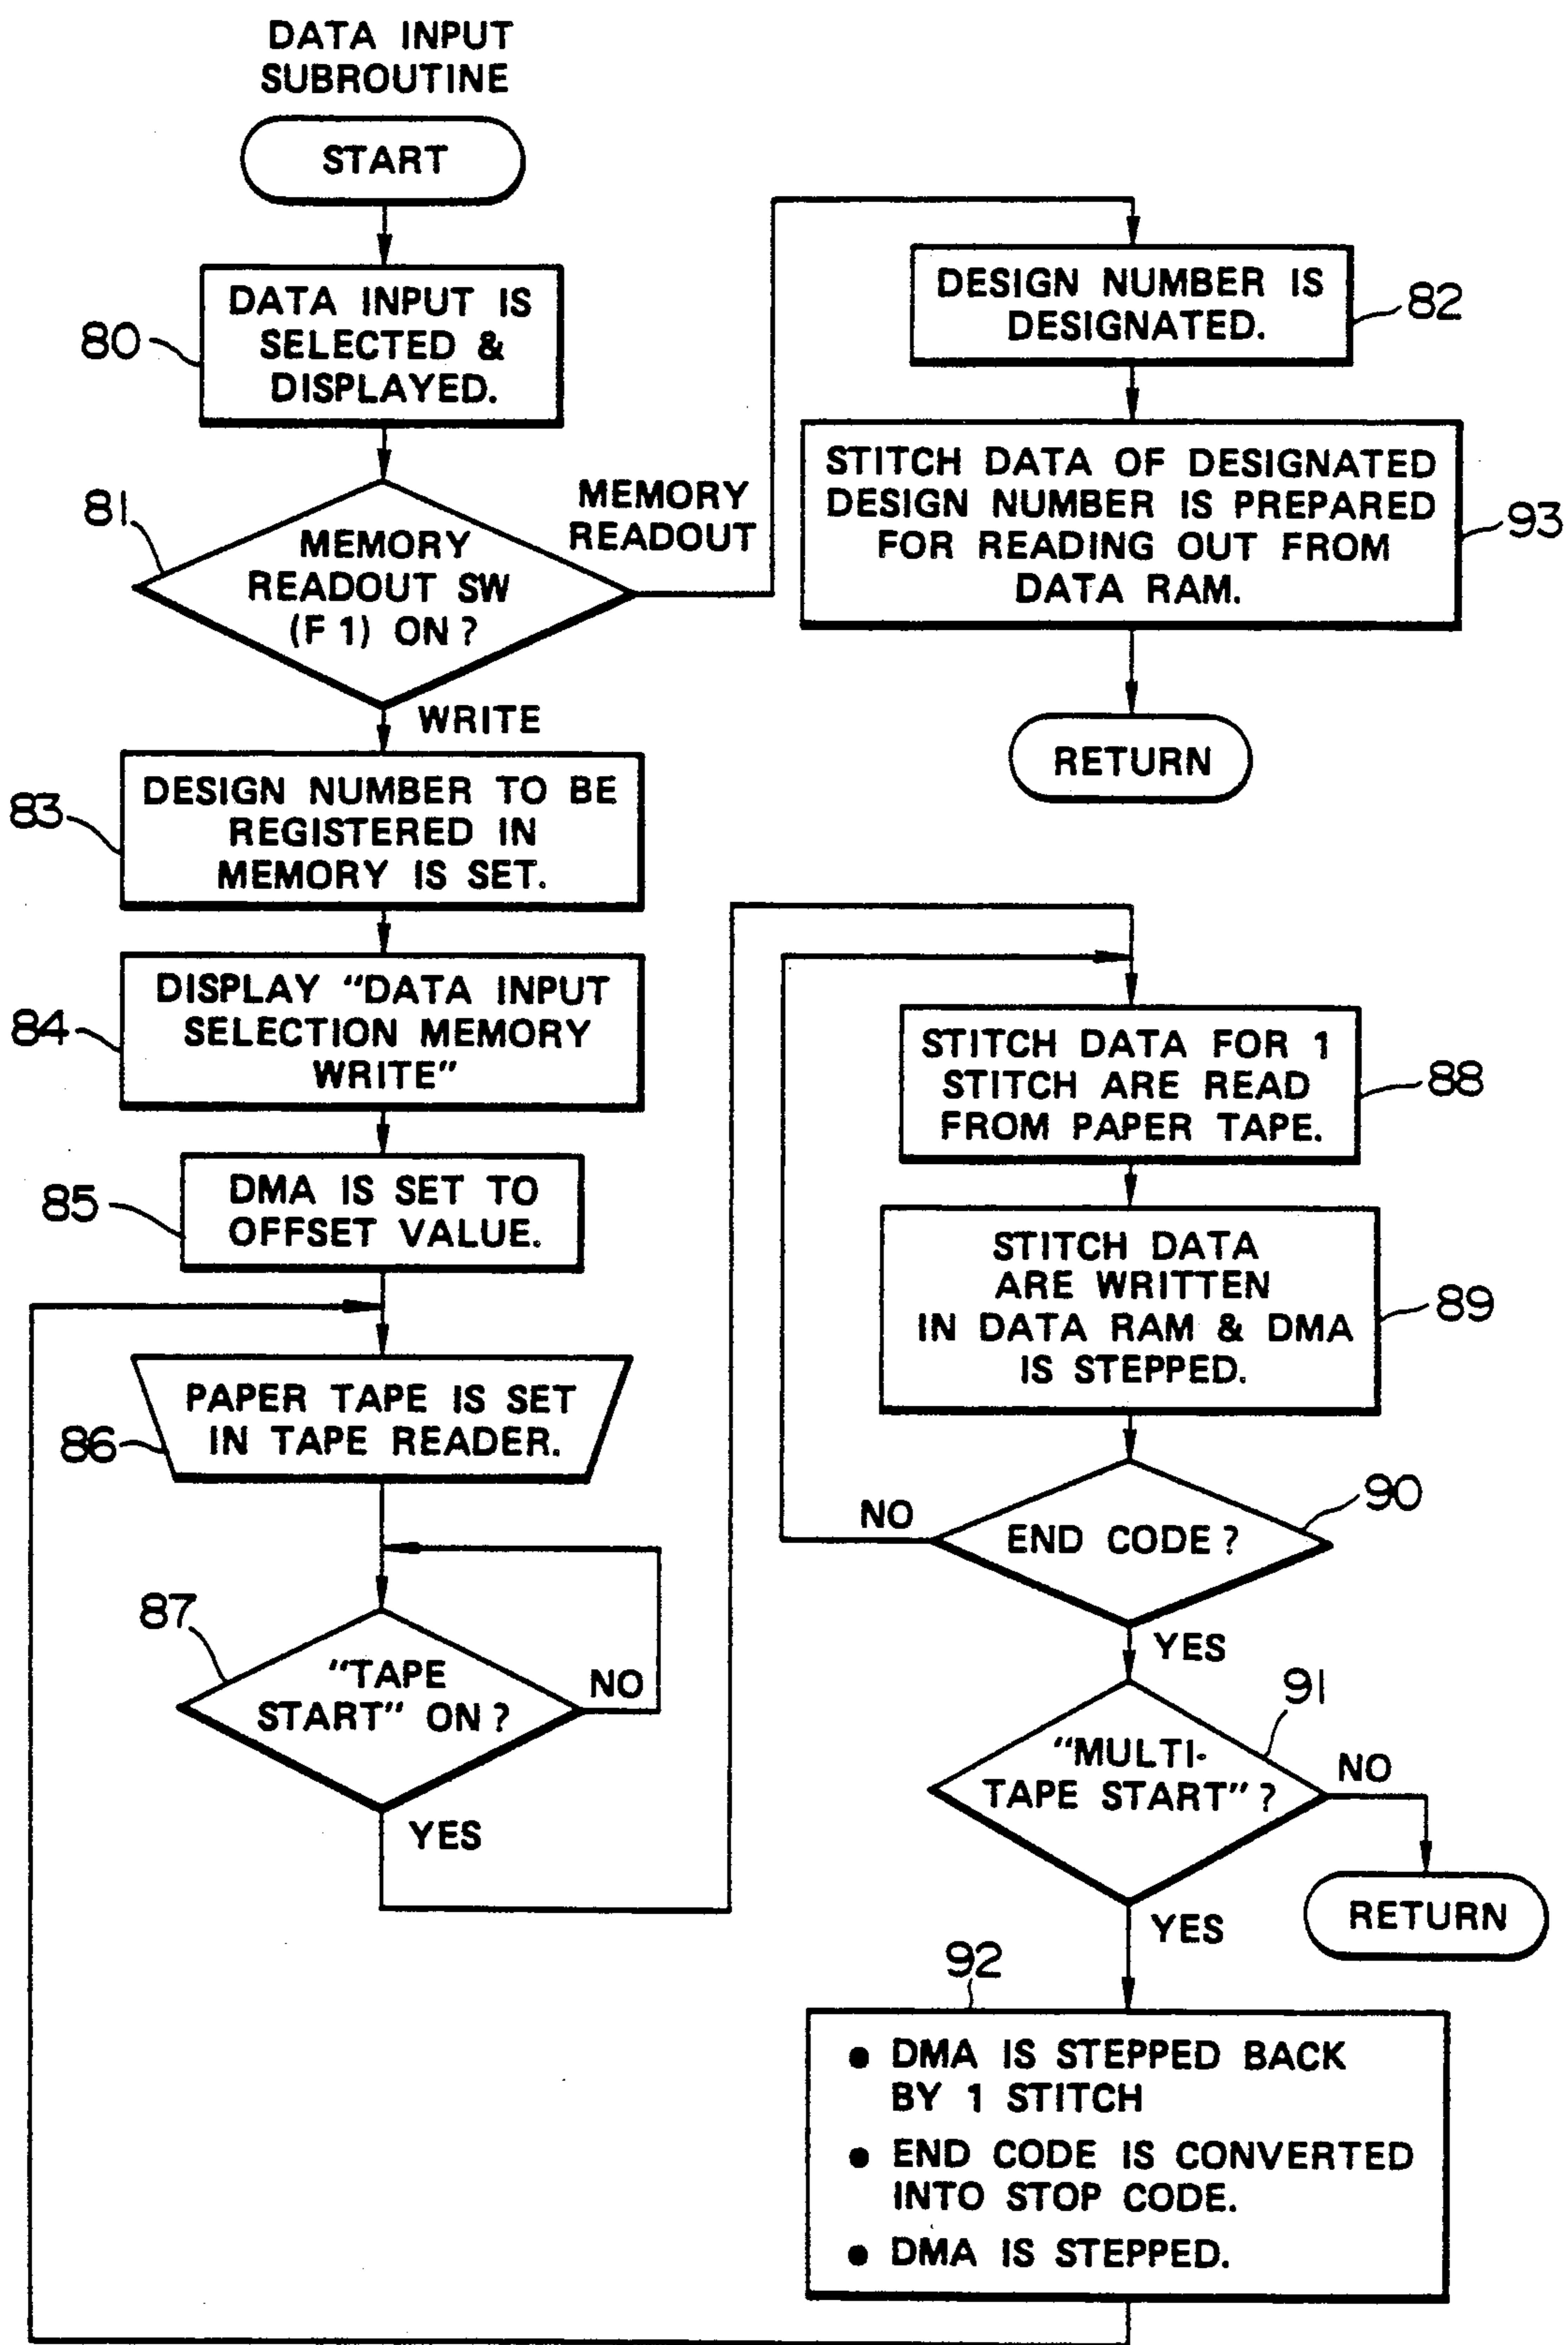 DATA INPUT
SUBROUTINE
START
80
DATA INPUT IS
SELECTED &
DISPLAYED.
81
MEMORY
READOUT SW
(F1) ON?
MEMORY
READOUT
WRITE
DESIGN NUMBER IS
DESIGNATED.
82
STITCH DATA OF DESIGNATED
DESIGN NUMBER IS PREPARED
FOR READING OUT FROM
DATA RAM.
93
RETURN
83
DESIGN NUMBER TO BE
REGISTERED IN
MEMORY IS SET.
84
DISPLAY "DATA INPUT
SELECTION MEMORY
WRITE"
85
DMA IS SET TO
OFFSET VALUE.
86
PAPER TAPE IS SET
IN TAPE READER.
87
"TAPE
START" ON?
NO
YES
STITCH DATA FOR 1
STITCH ARE READ
FROM PAPER TAPE.
88
STITCH DATA
ARE WRITTEN
IN DATA RAM & DMA
IS STEPPED.
89
90
NO
END CODE?
YES
91
"MULTI-
TAPE START"?
NO
RETURN
YES
92
● DMA IS STEPPED BACK
BY 1 STITCH
● END CODE IS CONVERTED
INTO STOP CODE.
● DMA IS STEPPED.